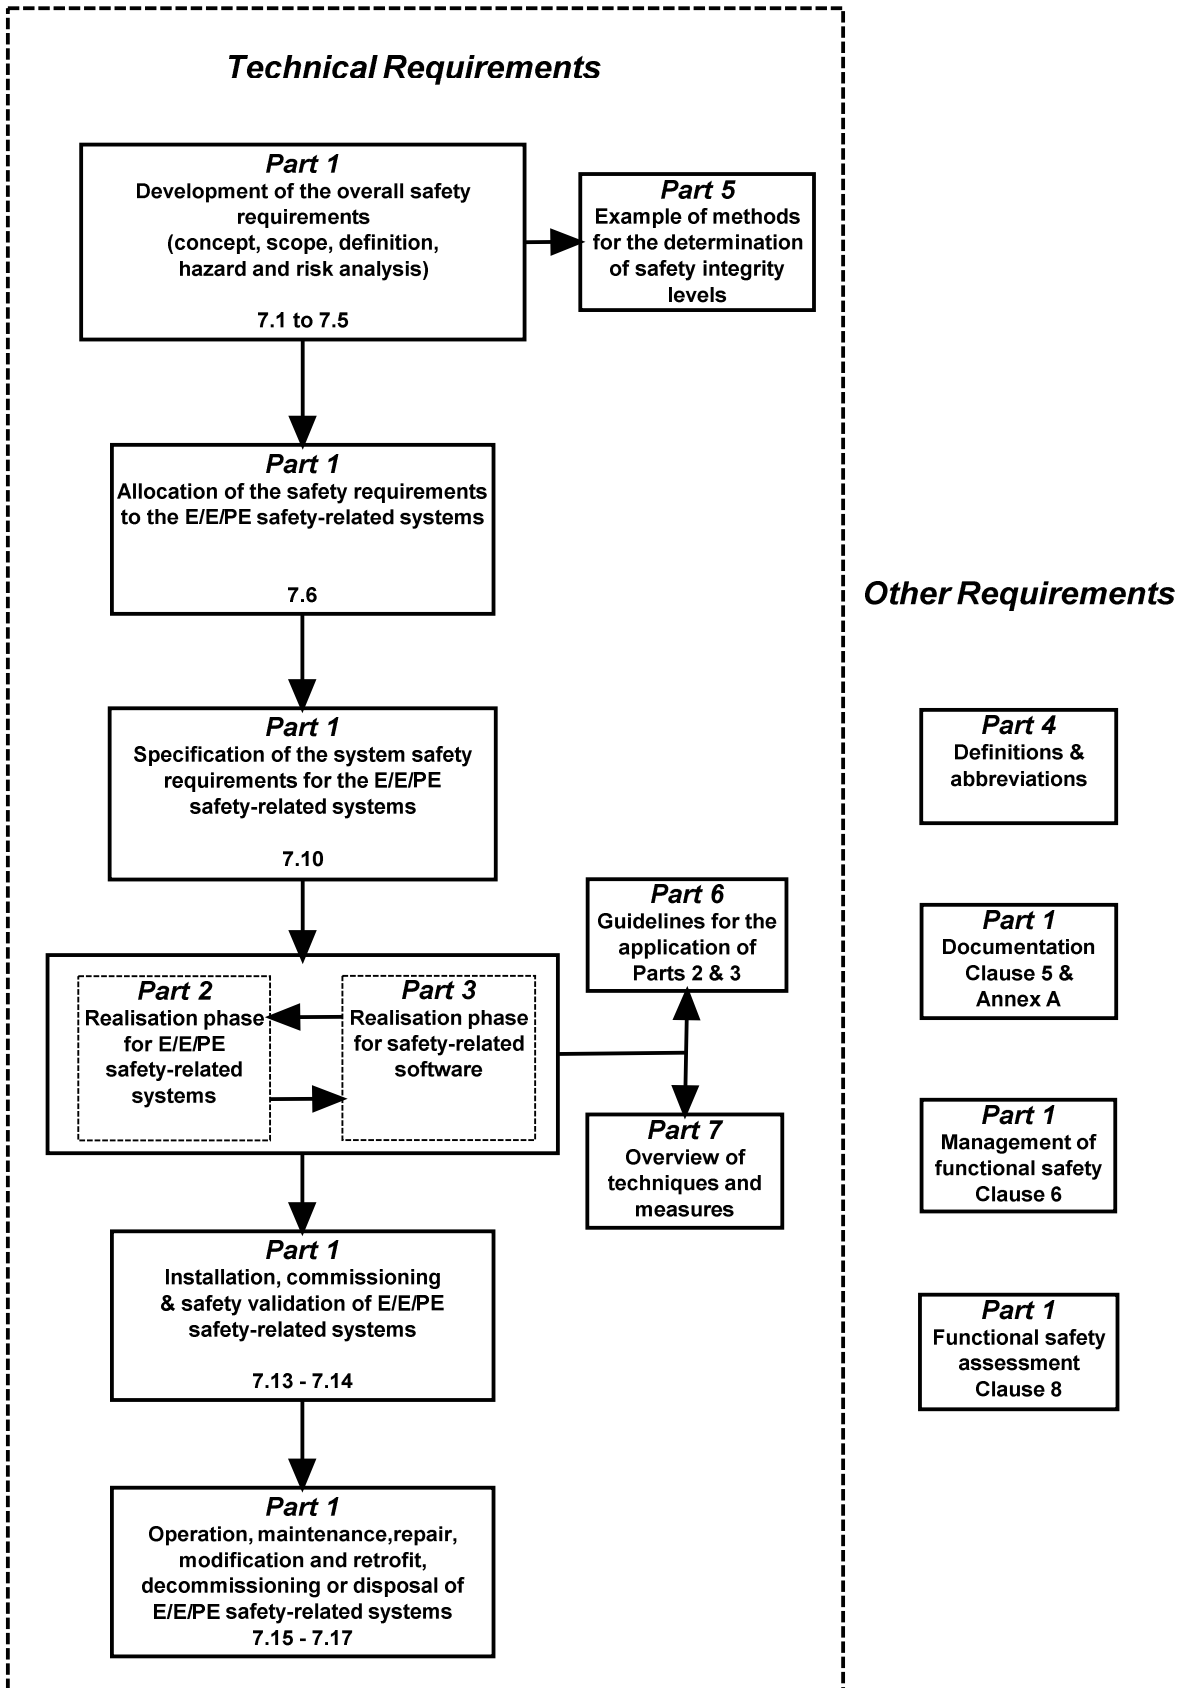 Technical Requirements
Part 1
Development of the overall safety
requirements
(concept, scope, definition,
hazard and risk analysis)
7.1 to 7.5
Part 5
Example of methods
for the determination
of safety integrity
levels
Part 1
Allocation of the safety requirements
to the E/E/PE safety-related systems
7.6
Part 1
Specification of the system safety
requirements for the E/E/PE
safety-related systems
7.10
Part 6
Guidelines for the
application of
Parts 2 & 3
Part 2
Realisation phase
for E/E/PE
safety-related
systems
Part 3
Realisation phase
for safety-related
software
Part 7
Overview of
techniques and
measures
Part 1
Installation, commissioning
& safety validation of E/E/PE
safety-related systems
7.13 - 7.14
Part 1
Operation, maintenance,repair,
modification and retrofit,
decommissioning or disposal of
E/E/PE safety-related systems
7.15 - 7.17
Other Requirements
Part 4
Definitions &
abbreviations
Part 1
Documentation
Clause 5 &
Annex A
Part 1
Management of
functional safety
Clause 6
Part 1
Functional safety
assessment
Clause 8